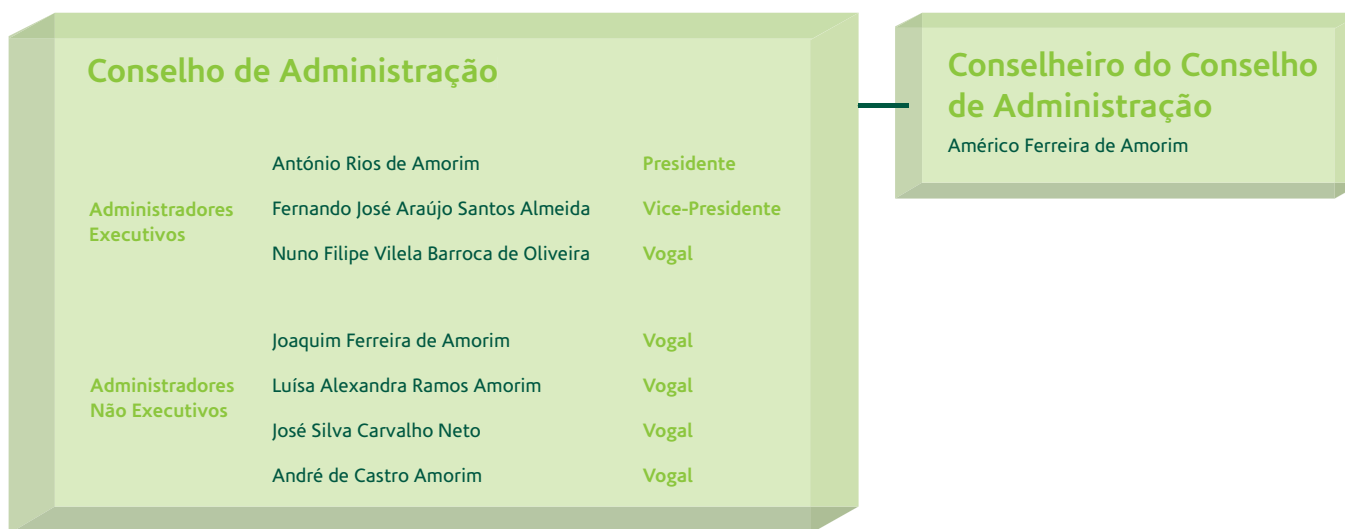 Conselho de Administração
António Rios de Amorim Presidente
Administradores
Executivos
Fernando José Araújo Santos Almeida Vice-Presidente
Nuno Filipe Vilela Barroca de Oliveira Vogal
Joaquim Ferreira de Amorim Vogal
Administradores
Não Executivos
Luísa Alexandra Ramos Amorim Vogal
José Silva Carvalho Neto Vogal
André de Castro Amorim Vogal
Conselheiro do Conselho
de Administração
Américo Ferreira de Amorim